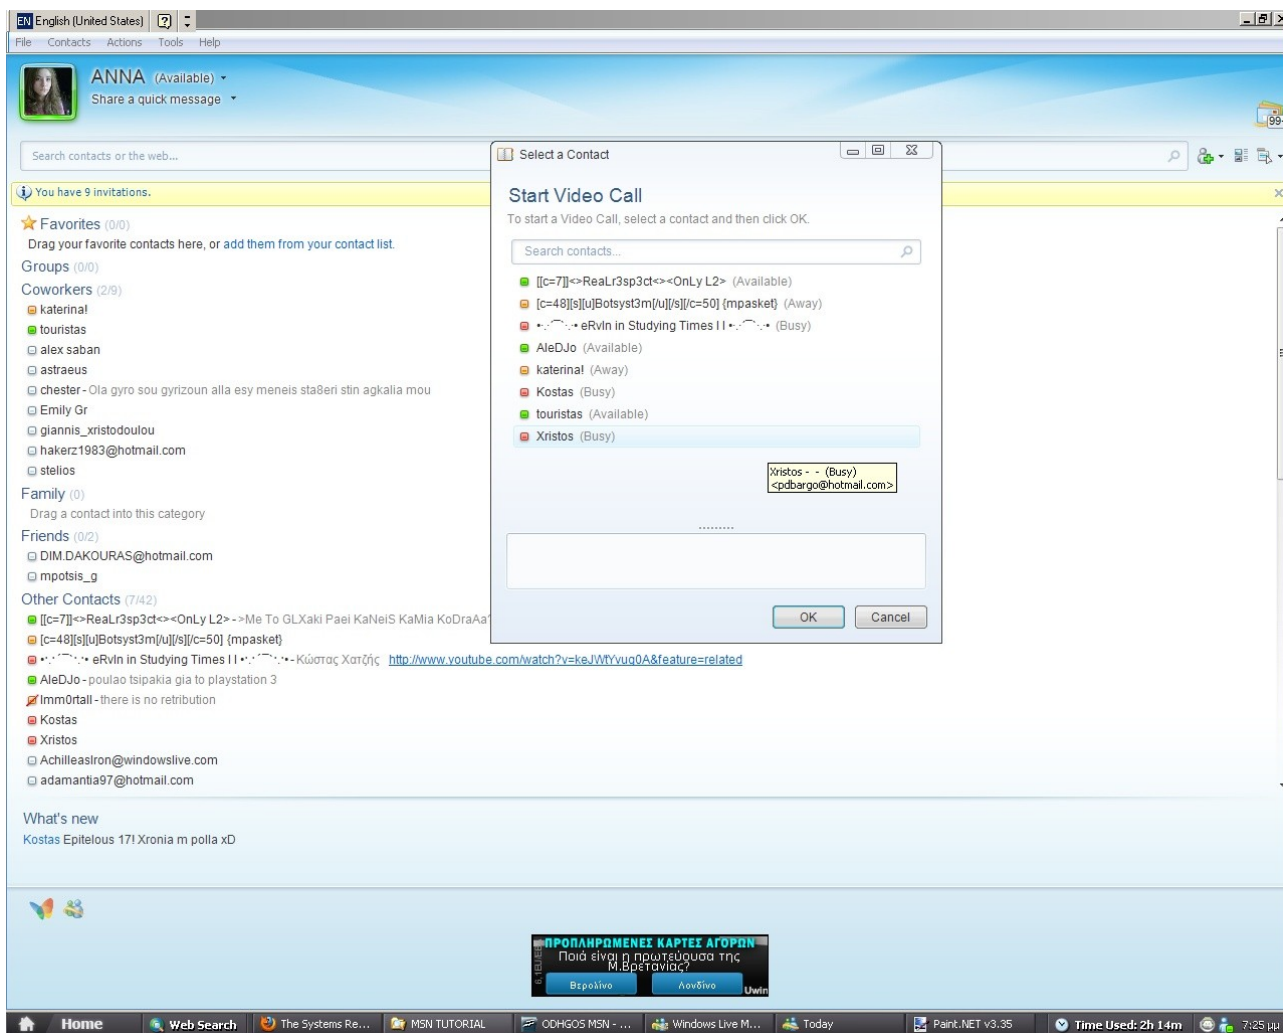 EN English (United States)
File Contacts Actions Tools Help
ANNA (Available)
Share a quick message
99+
Search contacts or the web...
You have 9 invitations.
Favorites (0/0)
Drag your favorite contacts here, or add them from your contact list.
Groups (0/0)
Coworkers (2/9)
katerina!
touristas
alex saban
astraeus
chester - Ola gyro sou gyrizoun alla esy meneis sta8eri stin agkalia mou
Emily Gr
giannis_xristodoulou
hakerz1983@hotmail.com
stelios
Family (0)
Drag a contact into this category
Friends (0/2)
DIM.DAKOURAS@hotmail.com
mpotsis_g
Other Contacts (7/42)
[[c=7]]<>ReaLr3sp3ct<><OnLy L2> ->Me To GLXaki Paei KaNeiS KaMia KoDraAa
[c=48][s][u]Botsyst3m[/u][/s][/c=50] {mpasket}
eRvIn in Studying Times I I - Κώστας Χατζής http://www.youtube.com/watch?v=keJWtYvug0A&feature=related
AleDJo - poulao tsipakia gia to playstation 3
Imm0rtall - there is no retribution
Kostas
Xristos
AchilleasIron@windowslive.com
adamantia97@hotmail.com
What's new
Kostas Epitelous 17! Xronia m polla xD
Select a Contact
Start Video Call
To start a Video Call, select a contact and then click OK.
Search contacts...
[[c=7]]<>ReaLr3sp3ct<><OnLy L2> (Available)
[c=48][s][u]Botsyst3m[/u][/s][/c=50] {mpasket} (Away)
eRvIn in Studying Times I I (Busy)
AleDJo (Available)
katerina! (Away)
Kostas (Busy)
touristas (Available)
Xristos (Busy)
Xristos - - (Busy)
<pdbargo@hotmail.com>
OK Cancel
ΠΡΟΠΛΗΡΩΜΕΝΕΣ ΚΑΡΤΕΣ ΑΓΟΡΩΝ
Ποιά είναι η πρωτεύουσα της
Μ.Βρετανίας?
Βερολίνο Λονδίνο
Uwin
Home Web Search The Systems Re... MSN TUTORIAL ODHGOS MSN - ... Windows Live M... Today Paint.NET v3.35 Time Used: 2h 14m 7:25 μμ